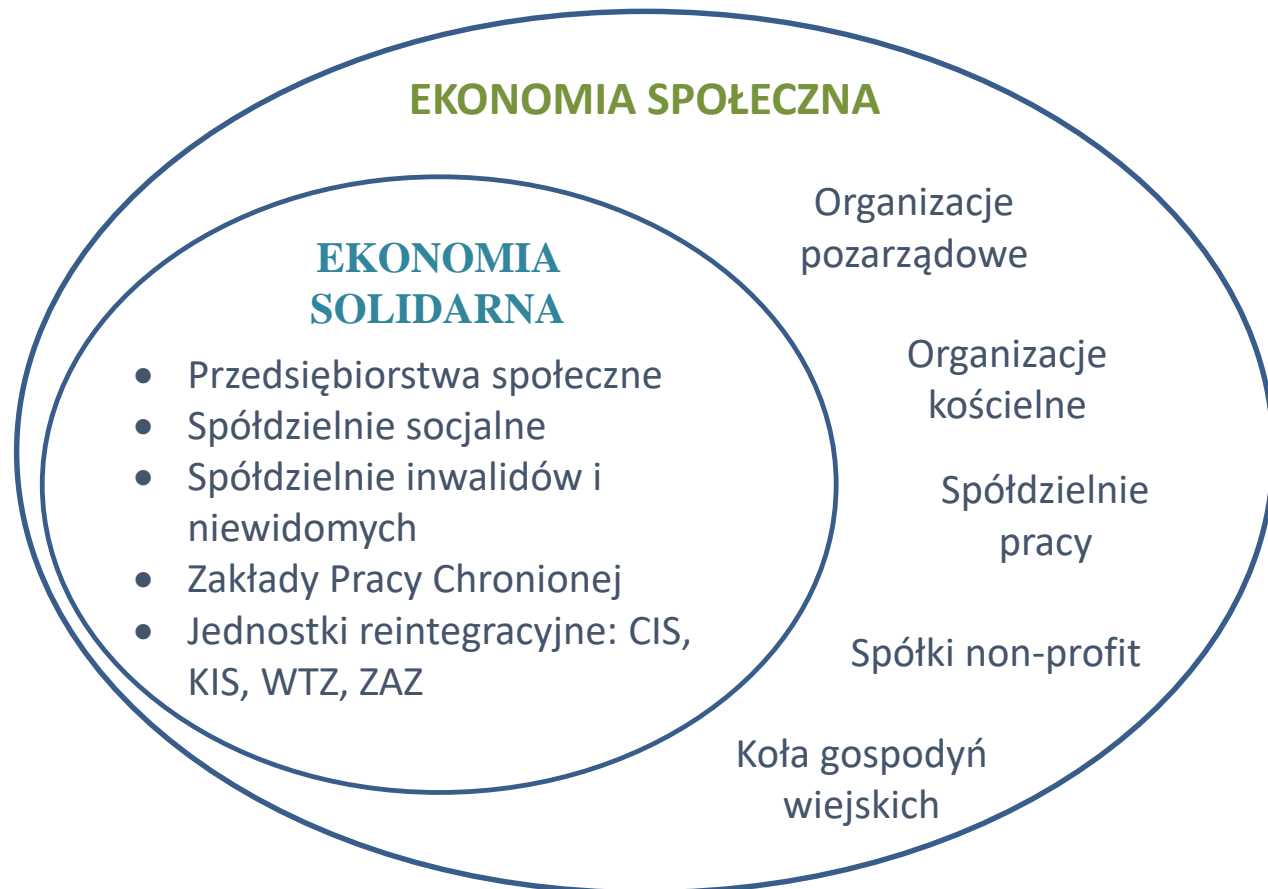 EKONOMIA SPOŁECZNA
EKONOMIA
SOLIDARNA
• Przedsiębiorstwa społeczne
• Spółdzielnie socjalne
• Spółdzielnie inwalidów i
niewidomych
• Zakłady Pracy Chronionej
• Jednostki reintegracyjne: CIS,
KIS, WTZ, ZAZ
Organizacje
pozarządowe
Organizacje
kościelne
Spółdzielnie
pracy
Spółki non-profit
Koła gospodyń
wiejskich